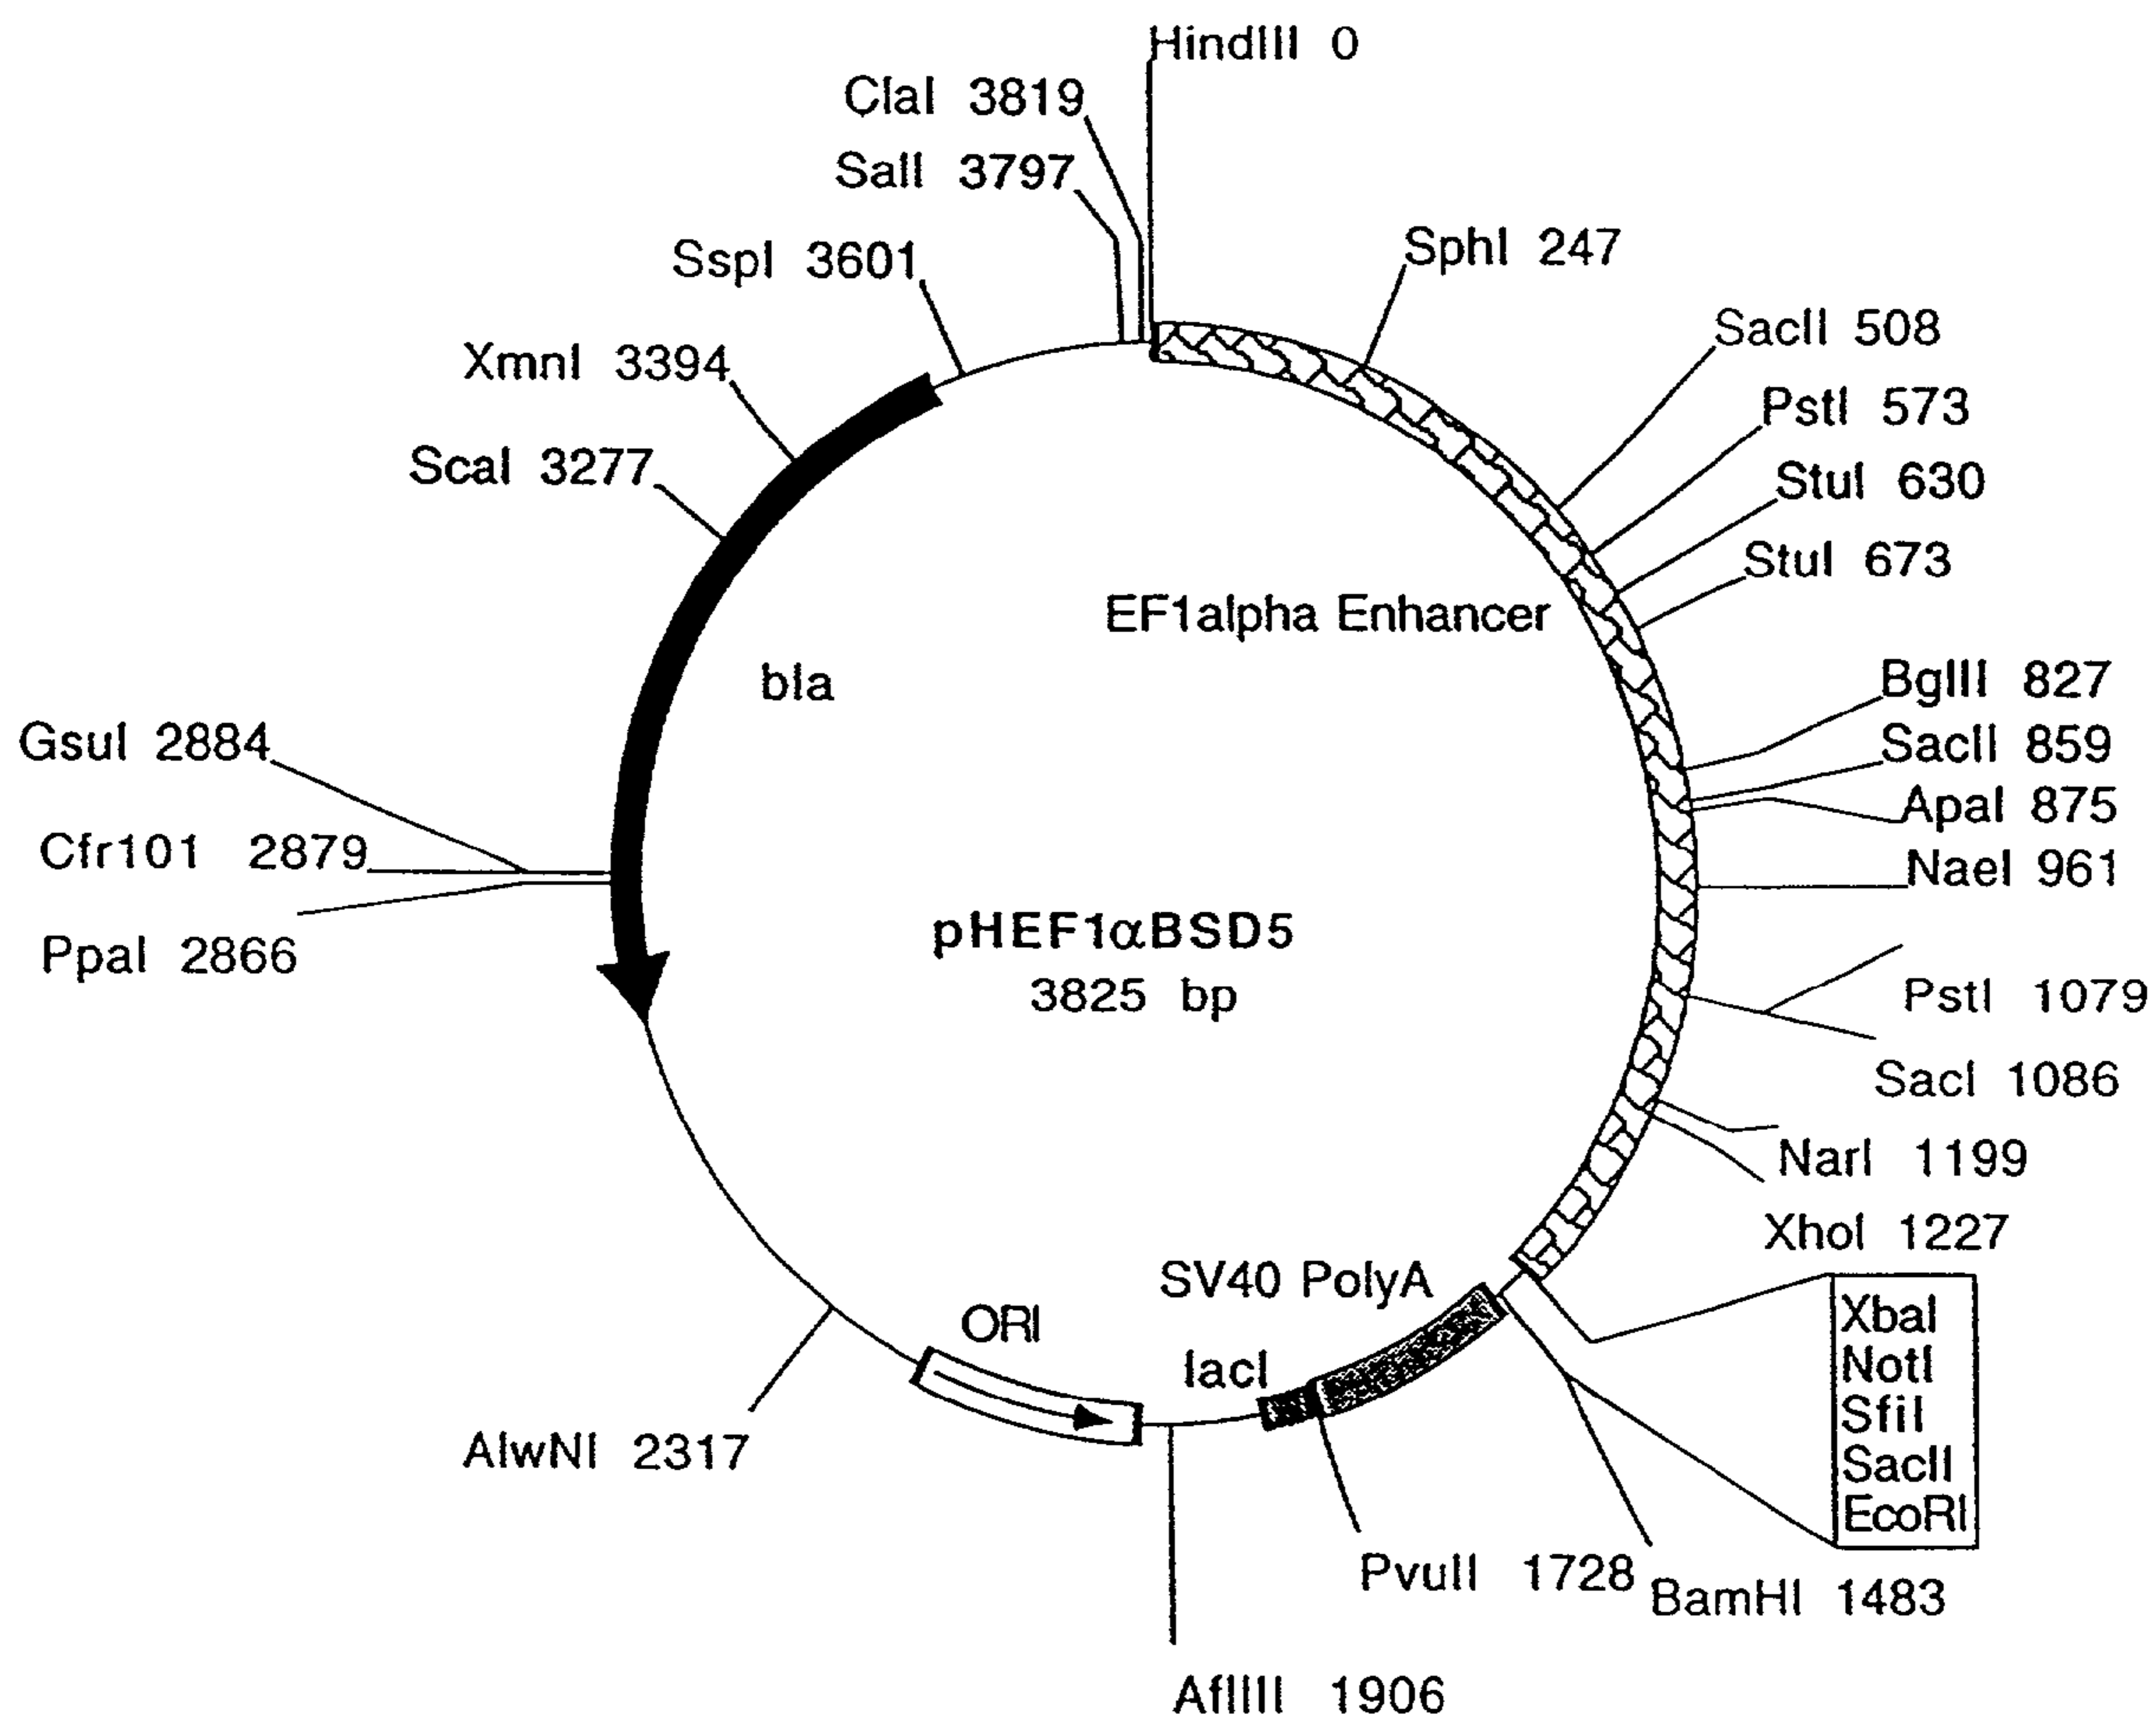 HindIII 0
ClaI 3819
SalI 3797
SspI 3601
SphI 247
XmnI 3394
SacII 508
ScaI 3277
PstI 573
StuI 630
StuI 673
EF1alpha Enhancer
bla
BglII 827
GsuI 2884
SacII 859
ApaI 875
Cfr101 2879
NaeI 961
pHEF1αBSD5
3825 bp
PpaI 2866
PstI 1079
SacI 1086
NarI 1199
XhoI 1227
SV40 PolyA
ORI
lacI
XbaI
NotI
SfiI
SacII
EcoRI
AlwNI 2317
PvuII 1728
BamHI 1483
AflIII 1906